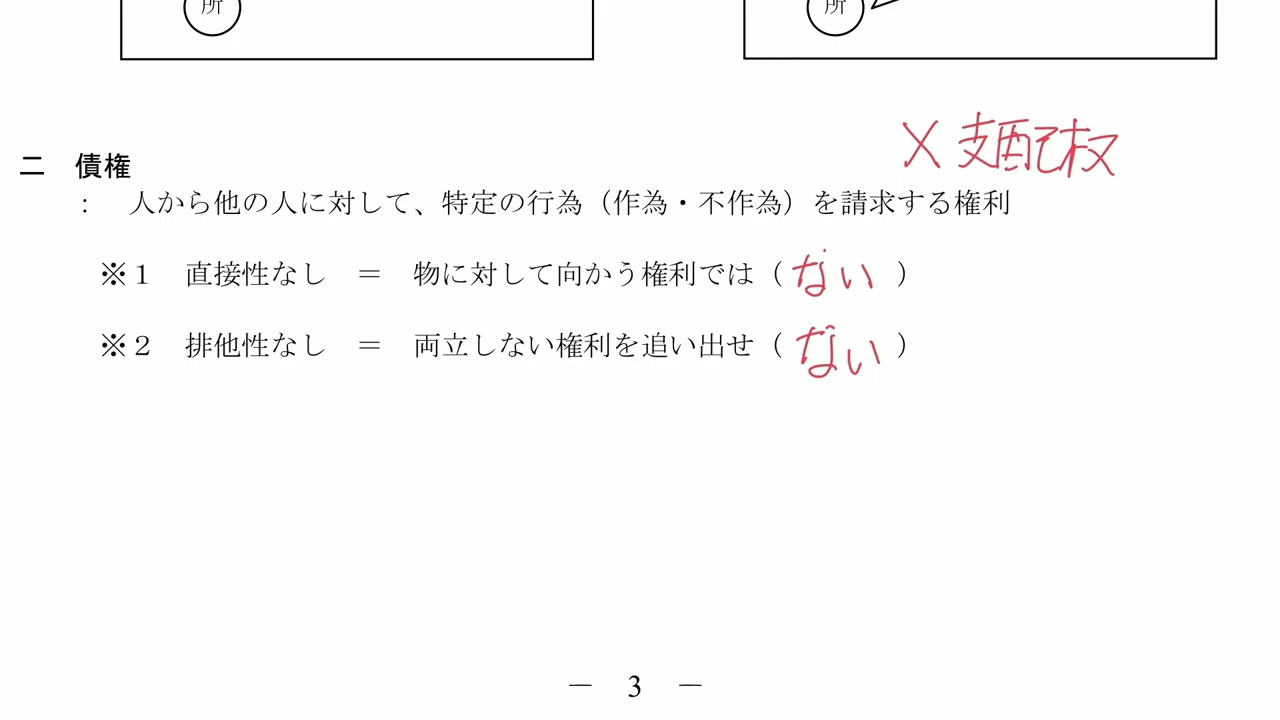 所
所
× 支配权
二 債権
： 人から他の人に対して、特定の行為（作為・不作為）を請求する権利
※１ 直接性なし ＝ 物に対して向かう権利では（ ない ）
※２ 排他性なし ＝ 両立しない権利を追い出せ（ ない ）
－ 3 －